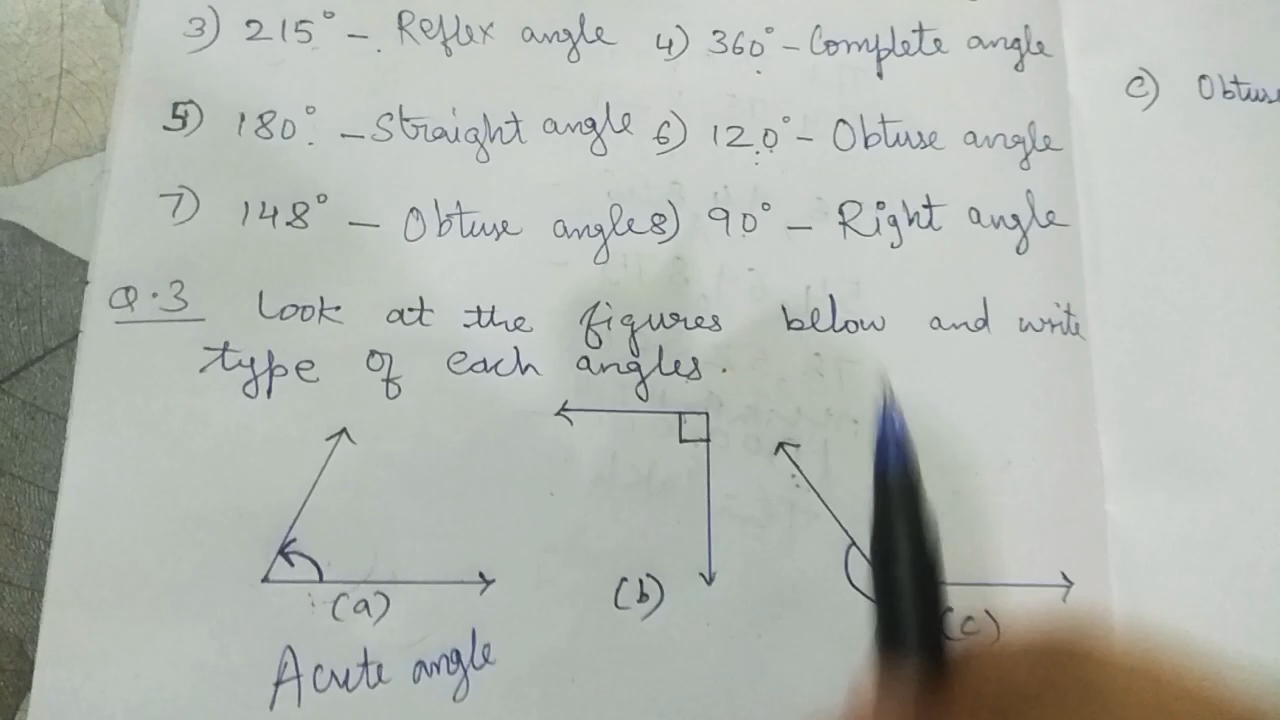 3) 215° - Reflex angle 4) 360° - Complete angle
c) Obtuse
5) 180° - Straight angle 6) 120° - Obtuse angle
7) 148° - Obtuse angle 8) 90° - Right angle
Q.3 Look at the figures below and write
type of each angles.
(a) (b) (c)
Acute angle